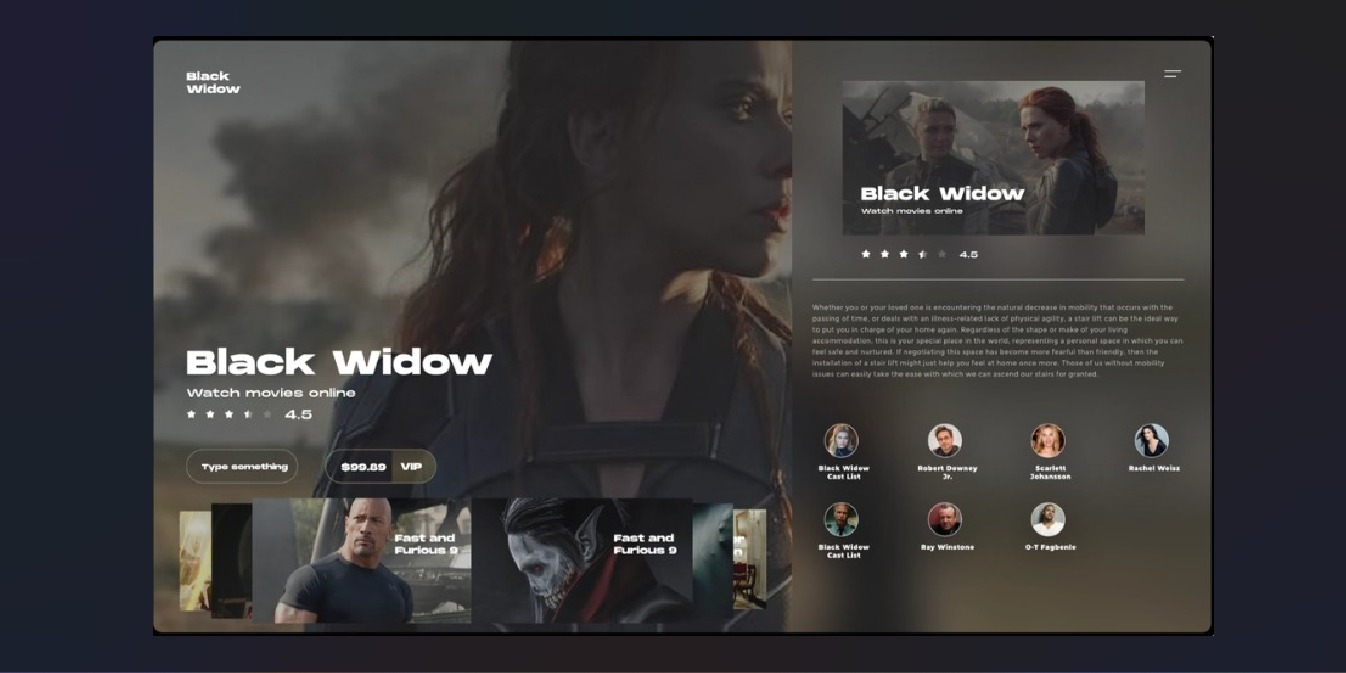 Black
Widow
Black Widow
Watch movies online
4.5
Type something
$99.89 VIP
Fast and
Furious 9
Fast and
Furious 9
Black Widow
Watch movies online
4.5
Whether you or your loved one is encountering the natural decrease in mobility that occurs with the
passing of time, or deals with an illness-related lack of physical agility, a stair lift can be the ideal way
to put you in charge of your home again. Regardless of the shape or make of your living
accommodation, this is your special place in the world, representing a personal space in which you can
feel safe and nurtured. If negotiating this space has become more fearful than friendly, then the
installation of a stair lift might just help you feel at home once more. Those of us without mobility
issues can easily take the ease with which we can ascend our stairs for granted.
Black Widow
Cast List
Robert Downey
Jr.
Scarlett
Johansson
Rachel Weisz
Black Widow
Cast List
Ray Winstone
O-T Fagbenle